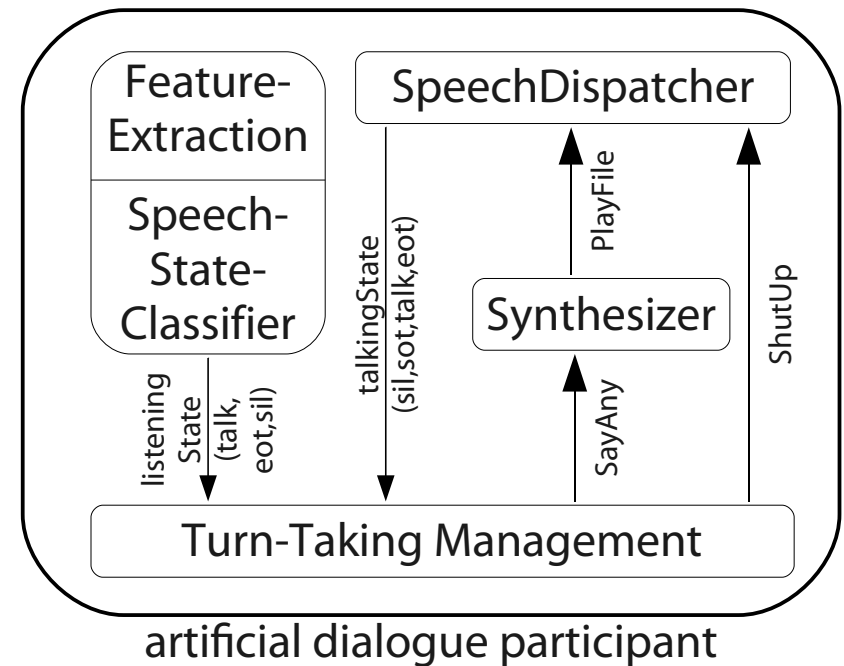 Feature-
Extraction
Speech-
State-
Classifier
SpeechDispatcher
listening
State
(talk,
eot,sil)
talkingState
(sil,sot,talk,eot)
PlayFile
Synthesizer
SayAny
ShutUp
Turn-Taking Management
artificial dialogue participant